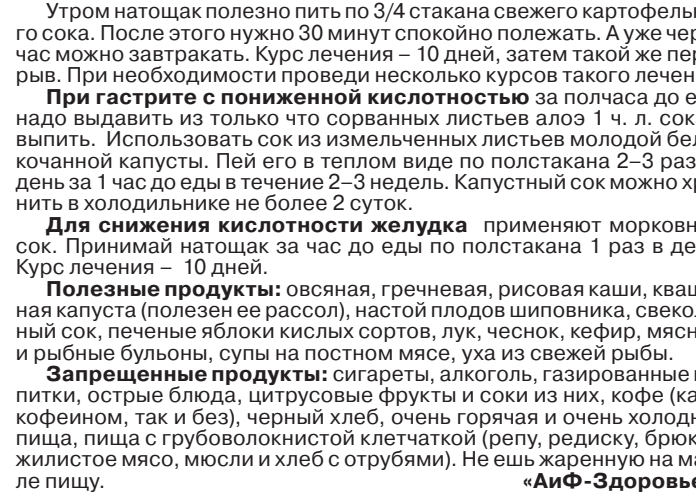 Утром натощак полезно пить по 3/4 стакана свежего картофель
го сока. После этого нужно 30 минут спокойно полежать. А уже чер
час можно завтракать. Курс лечения – 10 дней, затем такой же пер
рыв. При необходимости проведи несколько курсов такого лечен
При гастрите с пониженной кислотностью за полчаса до е
надо выдавить из только что сорванных листьев алоэ 1 ч. л. сок
выпить. Использовать сок из измельченных листьев молодой бел
кочанной капусты. Пей его в теплом виде по полстакана 2–3 раз
день за 1 час до еды в течение 2–3 недель. Капустный сок можно хр
нить в холодильнике не более 2 суток.
Для снижения кислотности желудка применяют морковн
сок. Принимай натощак за час до еды по полстакана 1 раз в де
Курс лечения – 10 дней.
Полезные продукты: овсяная, гречневая, рисовая каши, кваш
ная капуста (полезен ее рассол), настой плодов шиповника, свекол
ный сок, печеные яблоки кислых сортов, лук, чеснок, кефир, мясн
и рыбные бульоны, супы на постном мясе, уха из свежей рыбы.
Запрещенные продукты: сигареты, алкоголь, газированные
питки, острые блюда, цитрусовые фрукты и соки из них, кофе (ка
кофеином, так и без), черный хлеб, очень горячая и очень холодн
пища, пища с грубоволокнистой клетчаткой (репу, редиску, брюк
жилистое мясо, мюсли и хлеб с отрубями). Не ешь жаренную на ма
ле пищу. «АиФ-Здоровье